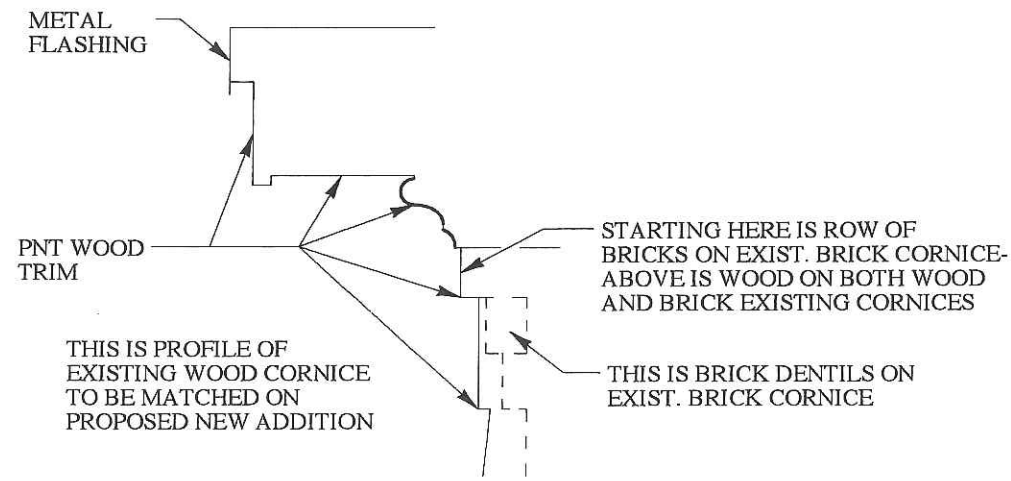 METAL
FLASHING
PNT WOOD
TRIM
STARTING HERE IS ROW OF
BRICKS ON EXIST. BRICK CORNICE-
ABOVE IS WOOD ON BOTH WOOD
AND BRICK EXISTING CORNICES
THIS IS PROFILE OF
EXISTING WOOD CORNICE
TO BE MATCHED ON
PROPOSED NEW ADDITION
THIS IS BRICK DENTILS ON
EXIST. BRICK CORNICE